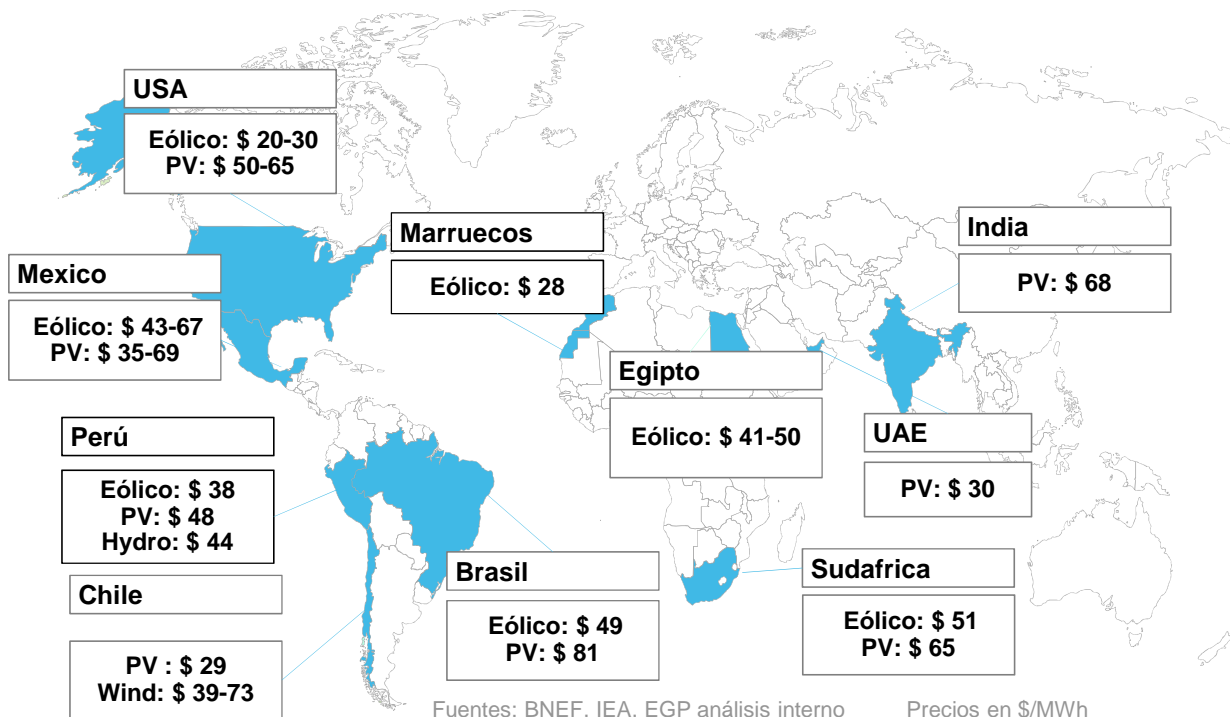 USA
Eólico: $ 20-30
PV: $ 50-65
Marruecos
Eólico: $ 28
India
PV: $ 68
Mexico
Eólico: $ 43-67
PV: $ 35-69
Egipto
Eólico: $ 41-50
UAE
PV: $ 30
Perú
Eólico: $ 38
PV: $ 48
Hydro: $ 44
Brasil
Eólico: $ 49
PV: $ 81
Sudafrica
Eólico: $ 51
PV: $ 65
Chile
PV : $ 29
Wind: $ 39-73
Fuentes: BNEF, IEA, EGP análisis interno
Precios en $/MWh